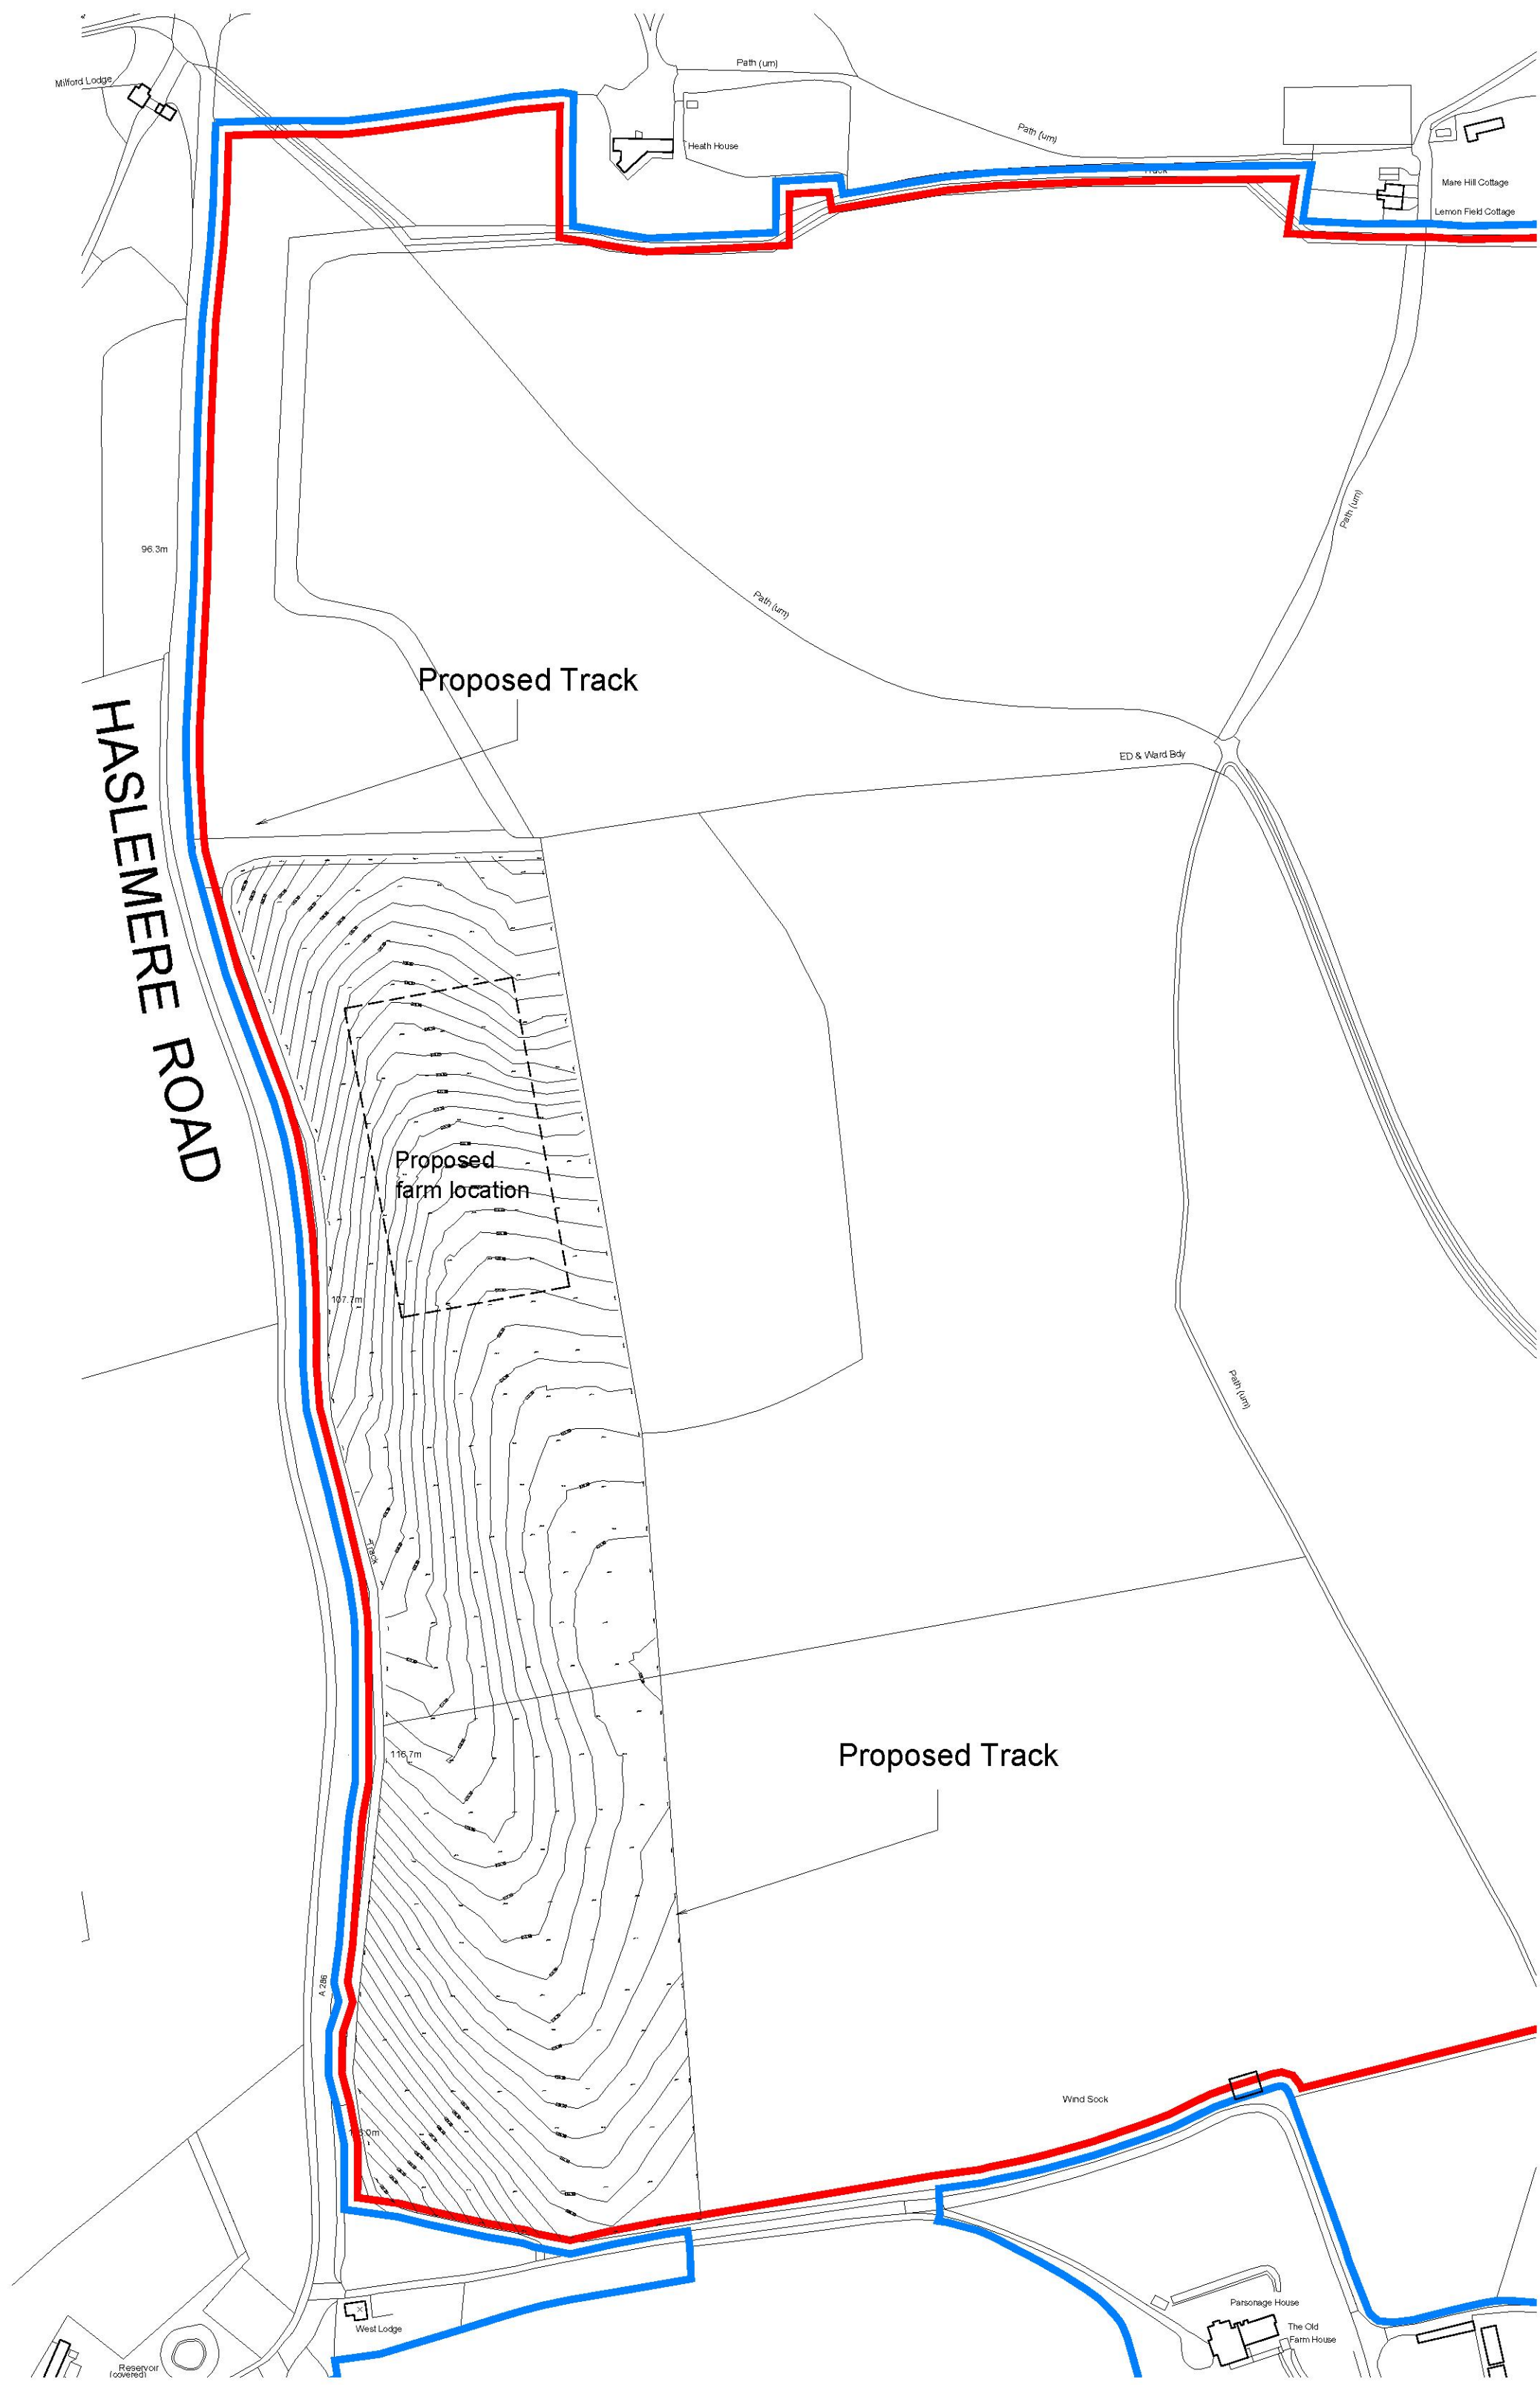 Path (um)
Milford Lodge
Path (um)
Heath House
Track
Mare Hill Cottage
Lemon Field Cottage
Path (um)
96.3m
Path (um)
Proposed Track
HASLEMERE ROAD
ED & Ward Bdy
Proposed
farm location
107.7m
Path (um)
Track
116.7m
Proposed Track
A 286
Wind Sock
Parsonage House
The Old
Farm House
West Lodge
Reservoir
(covered)